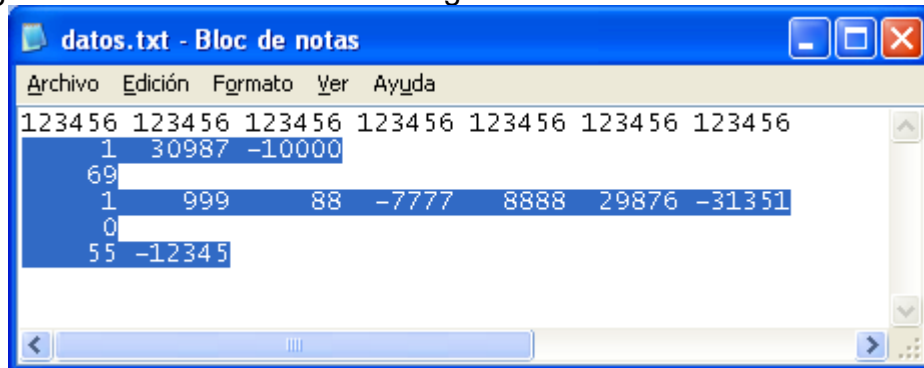 datos.txt - Bloc de notas
Archivo Edición Formato Ver Ayuda
123456 123456 123456 123456 123456 123456 123456
     1  30987 -10000
    69
     1    999     88  -7777   8888  29876 -31351
     0
    55 -12345